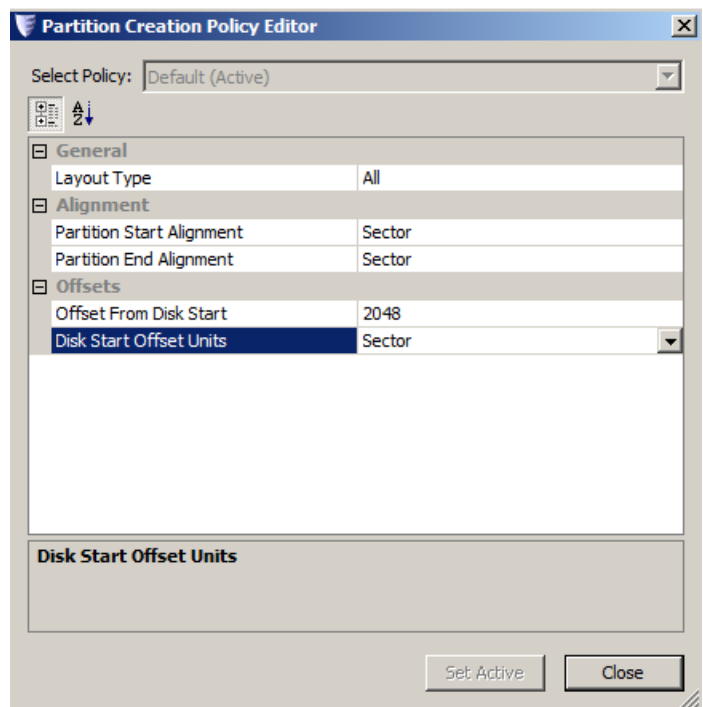 Partition Creation Policy Editor
Select Policy: Default (Active)
A
Z
General
Layout Type All
Alignment
Partition Start Alignment Sector
Partition End Alignment Sector
Offsets
Offset From Disk Start 2048
Disk Start Offset Units Sector
Disk Start Offset Units
Set Active Close